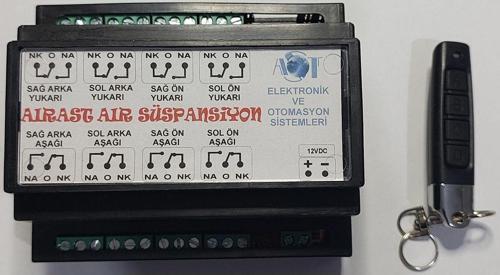 NK O NA NK O NA NK O NA NK O NA
SAĞ ARKA YUKARI
SOL ARKA YUKARI
SAĞ ÖN YUKARI
SOL ÖN YUKARI
ELEKTRONİK
VE
OTOMASYON
SİSTEMLERİ
AIRAST AIR SÜSPANSİYON
SAĞ ARKA AŞAĞI
SOL ARKA AŞAĞI
SAĞ ÖN AŞAĞI
SOL ÖN AŞAĞI
NA O NK NA O NK NA O NK NA O NK
12VDC
+ -